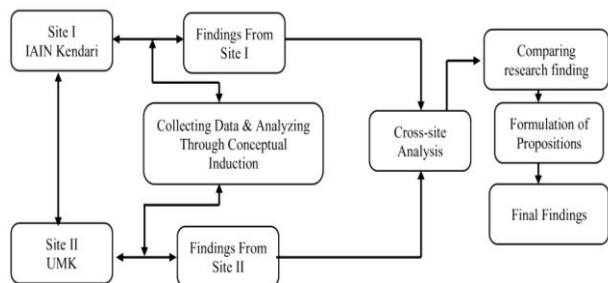 Site I
IAIN Kendari
Findings From
Site I
Collecting Data & Analyzing
Through Conceptual
Induction
Site II
UMK
Findings From
Site II
Cross-site
Analysis
Comparing
research finding
Formulation of
Propositions
Final Findings